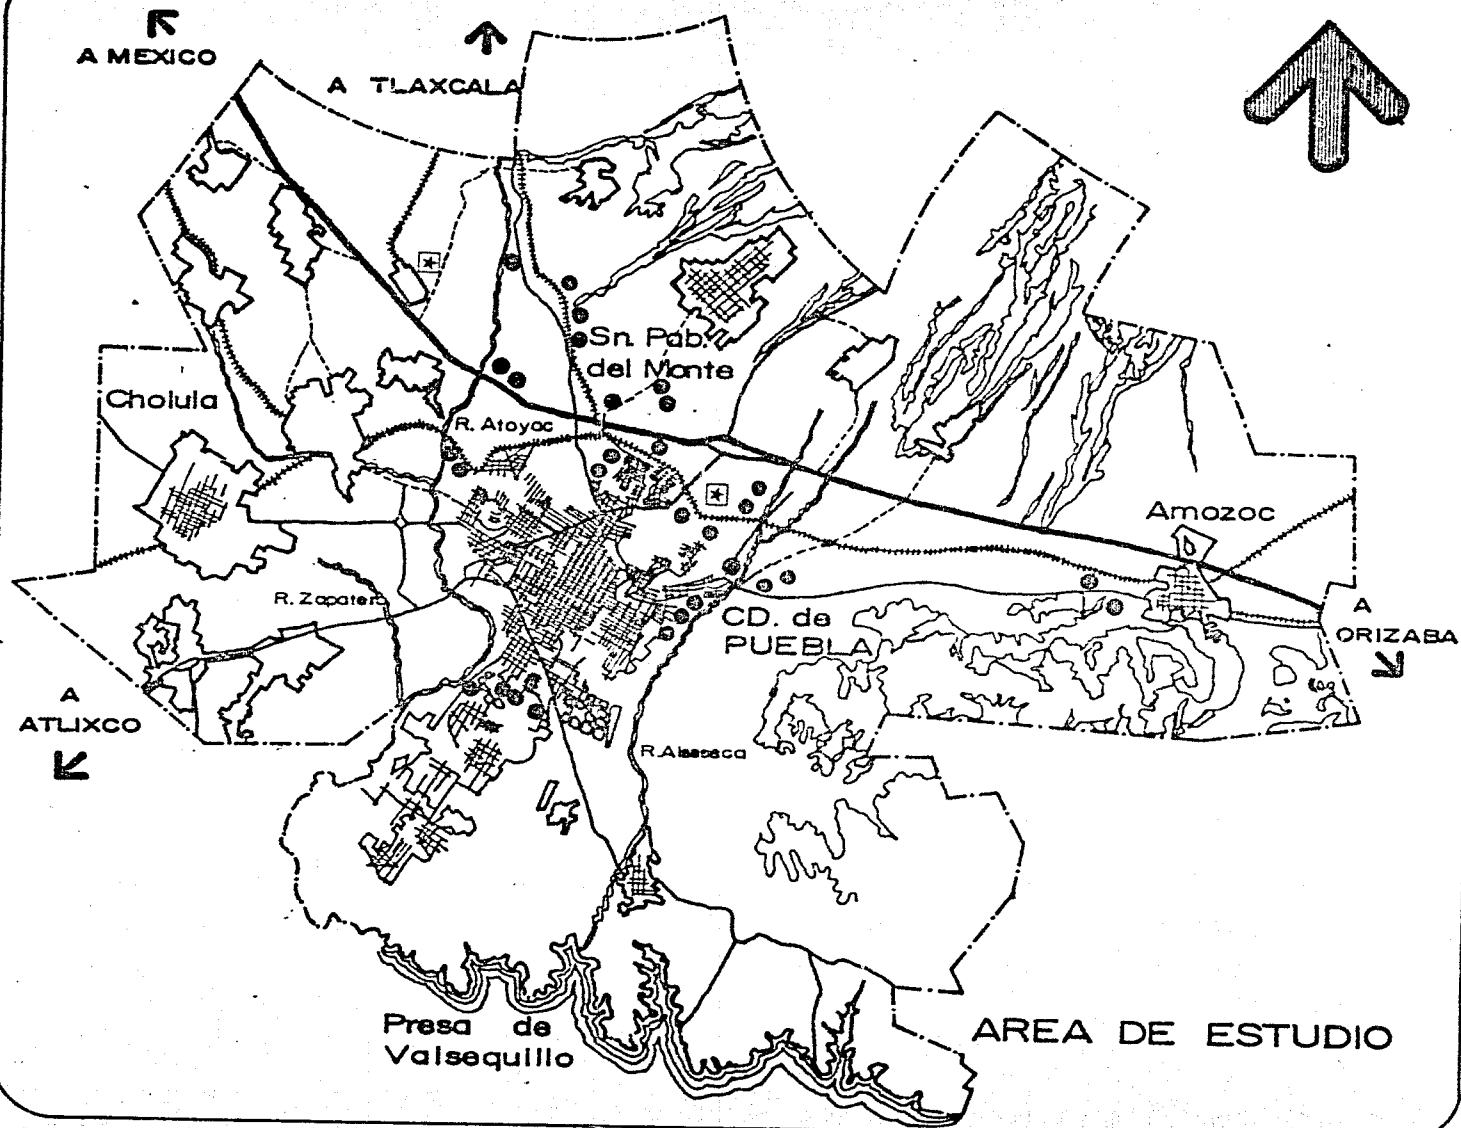 A MEXICO
A TLAXCALA
Sn. Pab.
del Monte
Cholula
R. Atoyac
Amozoc
R. Zapatero
CD. de
PUEBLA
A
ORIZABA
A
ATLIXCO
R. Alseseca
Presa de
Valsequillo
AREA DE ESTUDIO